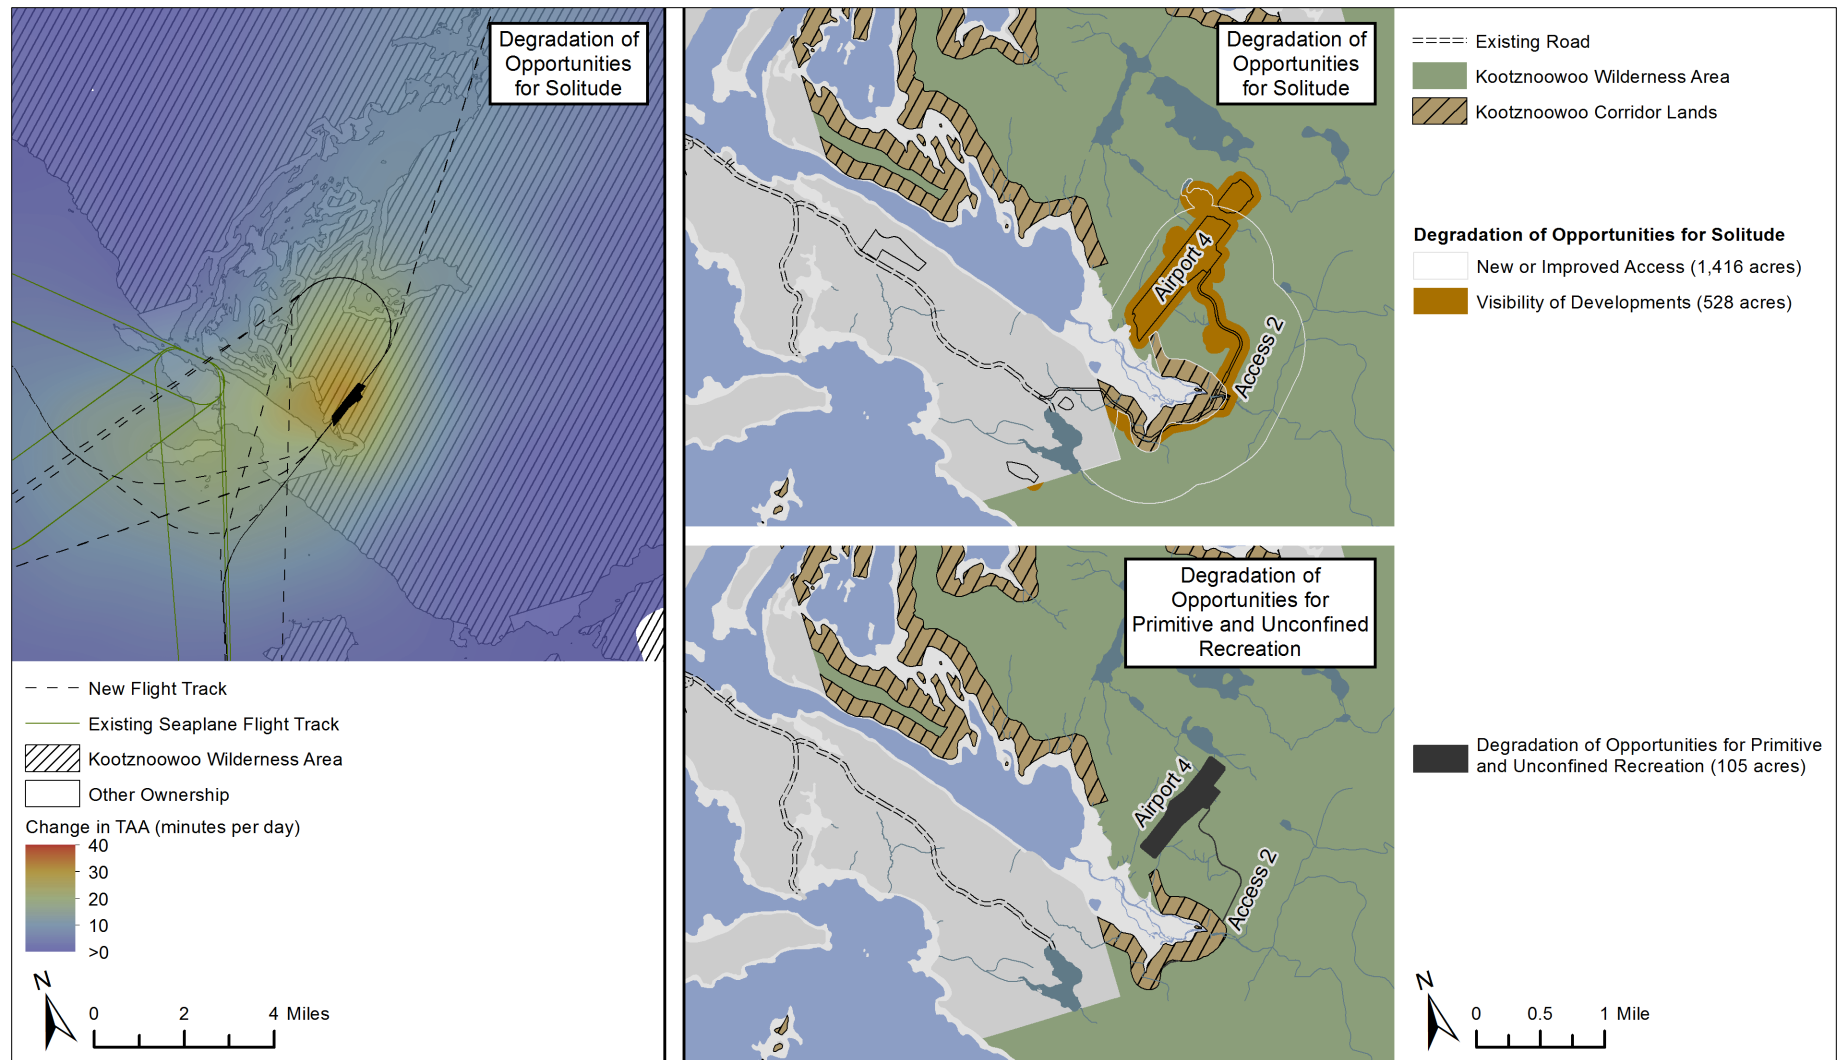 Degradation of
Opportunities
for Solitude
New Flight Track
Existing Seaplane Flight Track
Kootznoowoo Wilderness Area
Other Ownership
Change in TAA (minutes per day)
40
30
20
10
>0
N
0 2 4 Miles
Degradation of
Opportunities
for Solitude
Airport 4
Access 2
Degradation of
Opportunities for
Primitive and Unconfined
Recreation
Airport 4
Access 2
Existing Road
Kootznoowoo Wilderness Area
Kootznoowoo Corridor Lands
Degradation of Opportunities for Solitude
New or Improved Access (1,416 acres)
Visibility of Developments (528 acres)
Degradation of Opportunities for Primitive
and Unconfined Recreation (105 acres)
N
0 0.5 1 Mile